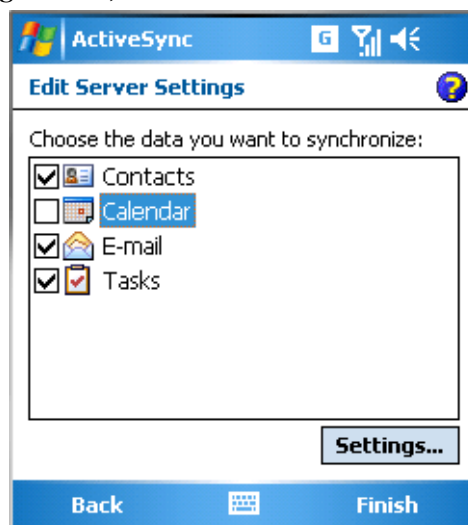 ActiveSync G
Edit Server Settings ?
Choose the data you want to synchronize:
Contacts
Calendar
E-mail
Tasks
Settings...
Back Finish